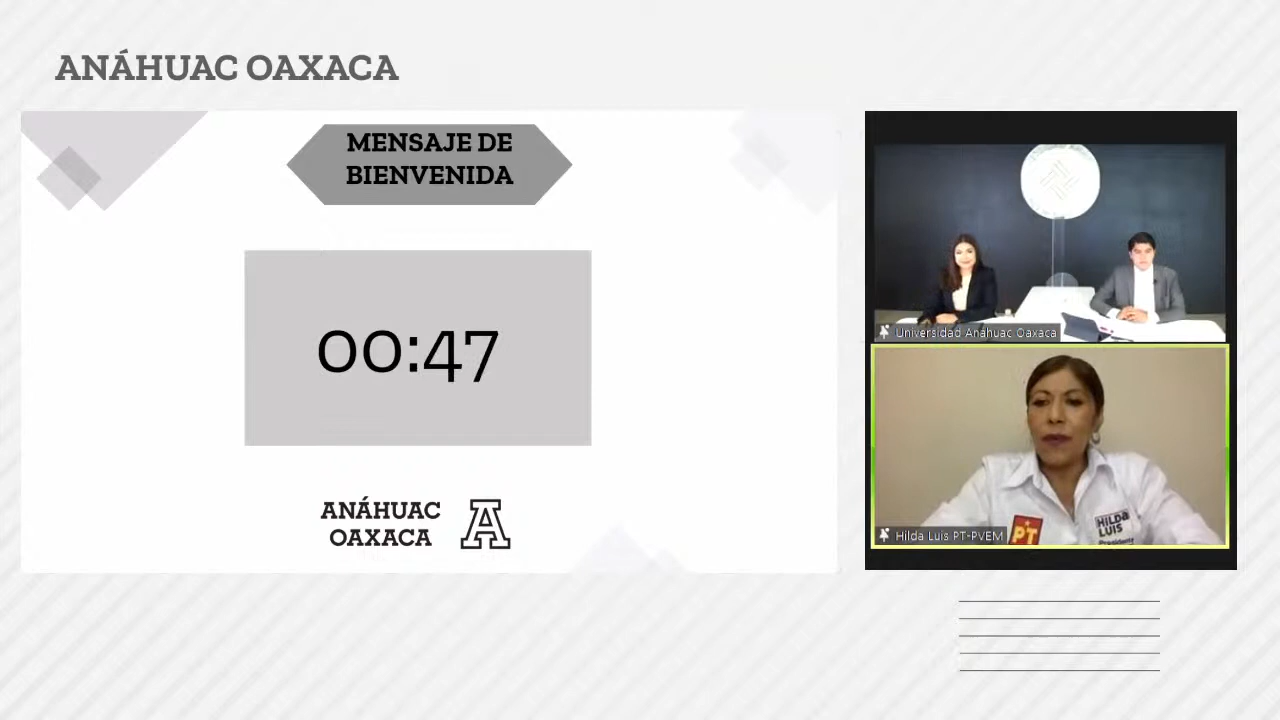 ANÁHUAC OAXACA
MENSAJE DE
BIENVENIDA
00:47
ANÁHUAC
OAXACA
A
Universidad Anáhuac Oaxaca
PT
HILDA
LUIS
President
Hilda Luis PT-PVEM